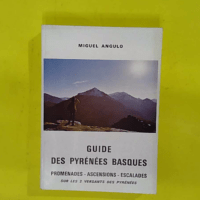 MIGUEL ANGULO
GUIDE
DES PYRÉNÉES BASQUES
PROMENADES - ASCENSIONS - ESCALADES
SUR LES 2 VERSANTS DES PYRÉNÉES